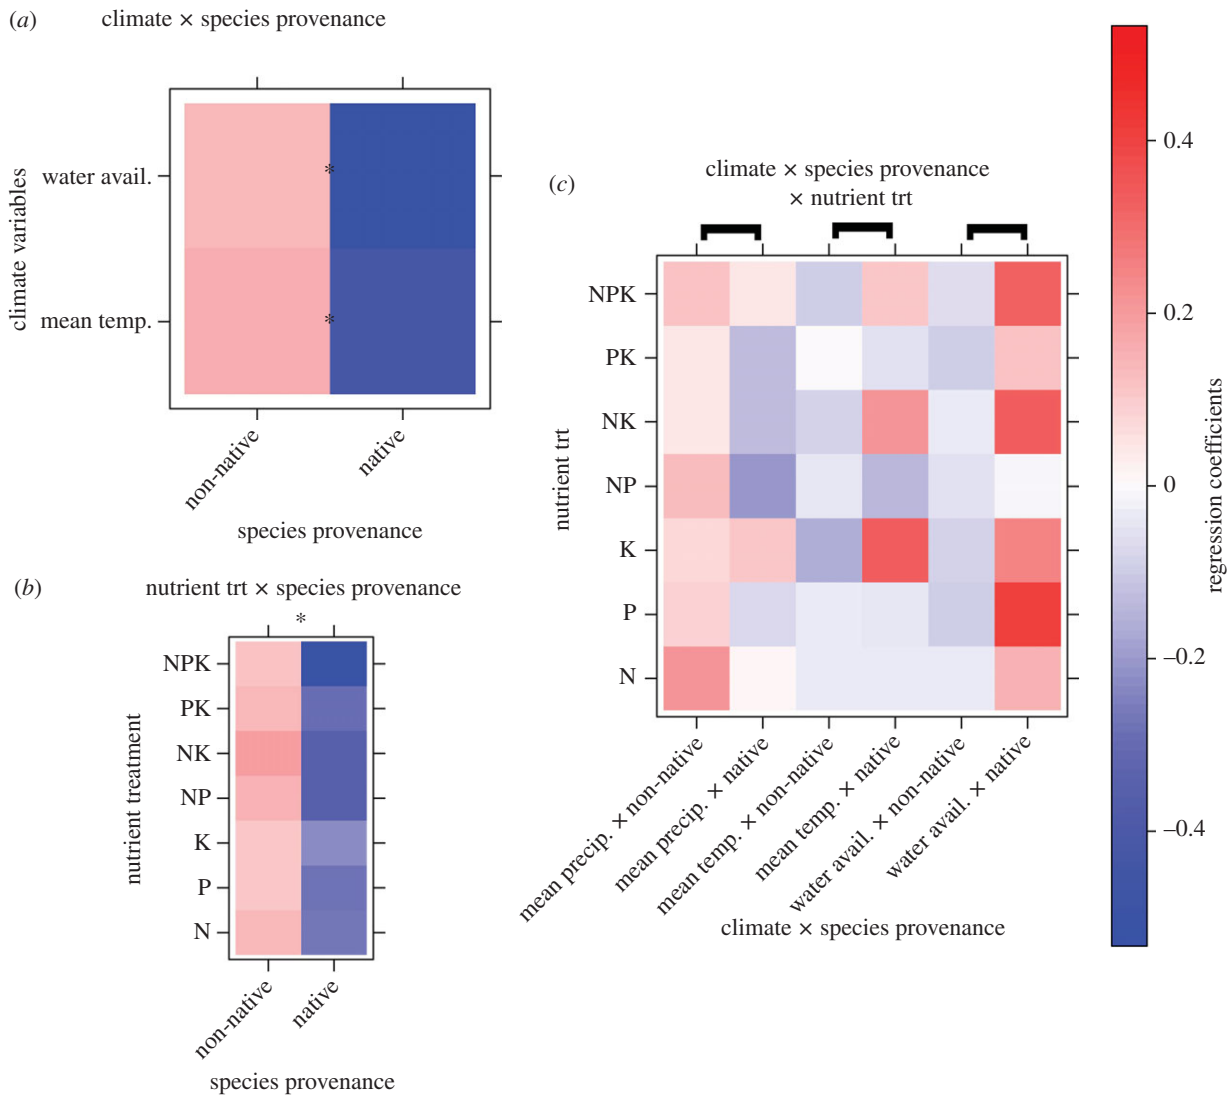 (a)
climate × species provenance
climate variables
water avail.
*
mean temp.
*
non-native
native
species provenance
(b)
nutrient trt × species provenance
*
nutrient treatment
NPK
PK
NK
NP
K
P
N
non-native
native
species provenance
(c)
climate × species provenance
× nutrient trt
nutrient trt
NPK
PK
NK
NP
K
P
N
mean precip. × non-native
mean precip. × native
mean temp. × non-native
mean temp. × native
water avail. × non-native
water avail. × native
climate × species provenance
0.4
0.2
0
–0.2
–0.4
regression coefficients